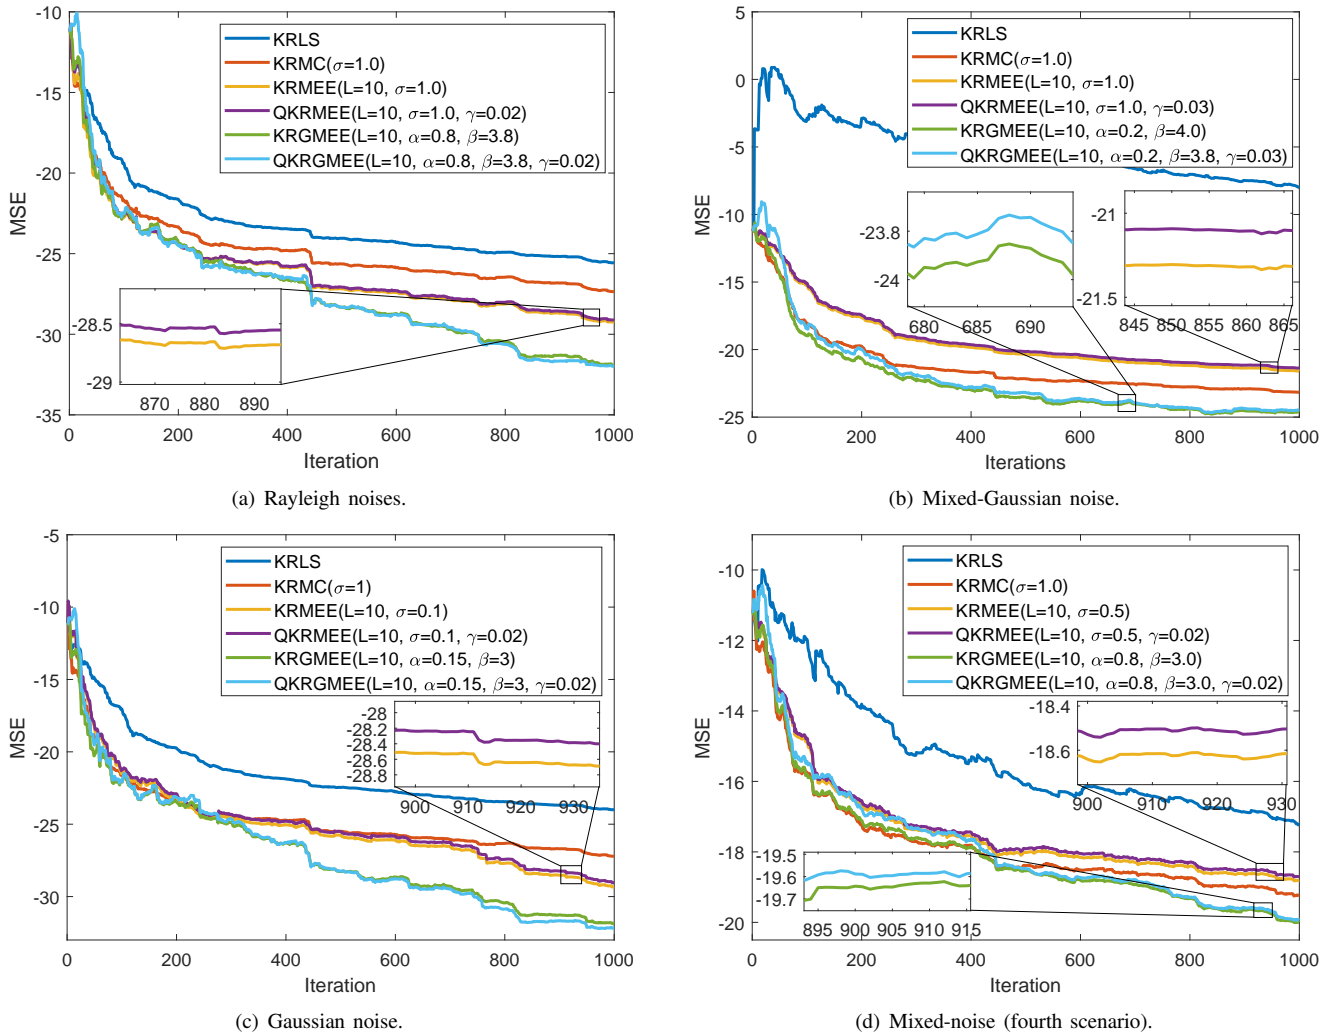 -10
-15
-20
-25
-30
-35
MSE
KRLS
KRMC(σ=1.0)
KRMEE(L=10, σ=1.0)
QKRMEE(L=10, σ=1.0, γ=0.02)
KRGMEE(L=10, α=0.8, β=3.8)
QKRGMEE(L=10, α=0.8, β=3.8, γ=0.02)
-28.5
-29
870 880 890
0 200 400 600 800 1000
Iteration
(a) Rayleigh noises.
5
0
-5
-10
-15
-20
-25
MSE
KRLS
KRMC(σ=1.0)
KRMEE(L=10, σ=1.0)
QKRMEE(L=10, σ=1.0, γ=0.03)
KRGMEE(L=10, α=0.2, β=4.0)
QKRGMEE(L=10, α=0.2, β=3.8, γ=0.03)
-23.8
-24
680 685 690
-21
-21.5
845 850 855 860 865
0 200 400 600 800 1000
Iterations
(b) Mixed-Gaussian noise.
-5
-10
-15
-20
-25
-30
MSE
KRLS
KRMC(σ=1)
KRMEE(L=10, σ=0.1)
QKRMEE(L=10, σ=0.1, γ=0.02)
KRGMEE(L=10, α=0.15, β=3)
QKRGMEE(L=10, α=0.15, β=3, γ=0.02)
-28
-28.2
-28.4
-28.6
-28.8
900 910 920 930
0 200 400 600 800 1000
Iteration
(c) Gaussian noise.
-10
-12
-14
-16
-18
-20
MSE
KRLS
KRMC(σ=1.0)
KRMEE(L=10, σ=0.5)
QKRMEE(L=10, σ=0.5, γ=0.02)
KRGMEE(L=10, α=0.8, β=3.0)
QKRGMEE(L=10, α=0.8, β=3.0, γ=0.02)
-18.4
-18.6
900 910 920 930
-19.5
-19.6
-19.7
895 900 905 910 915
0 200 400 600 800 1000
Iteration
(d) Mixed-noise (fourth scenario).